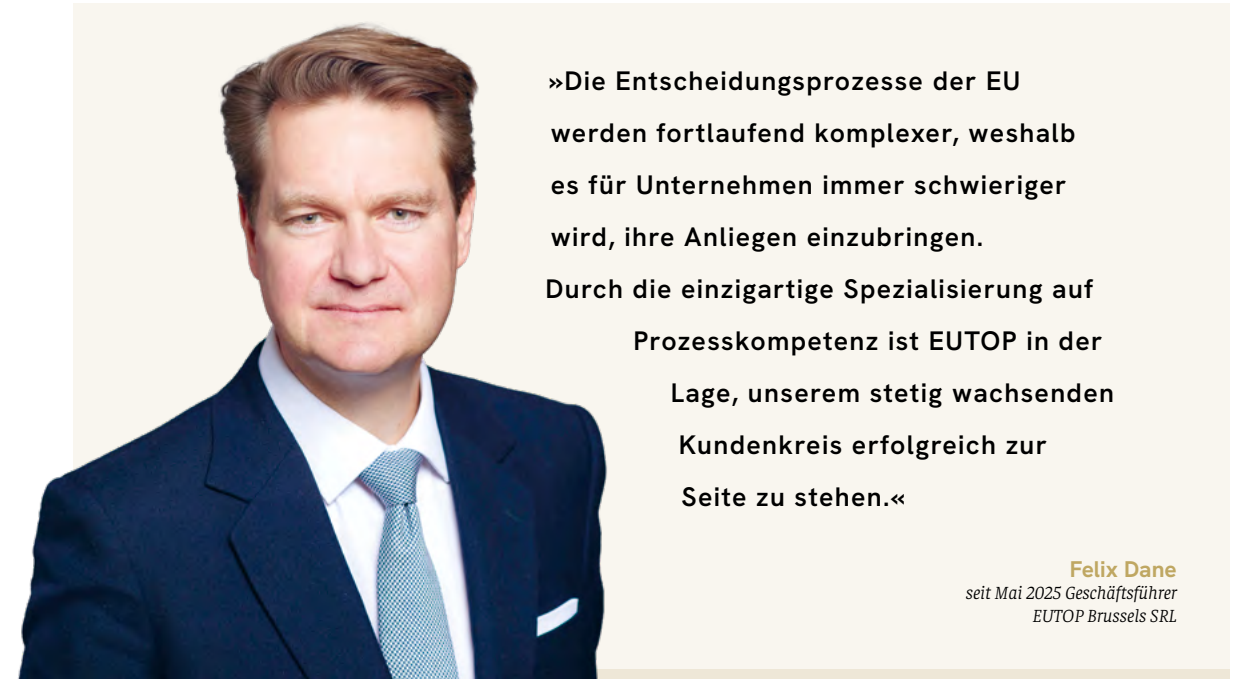 »Die Entscheidungsprozesse der EU
werden fortlaufend komplexer, weshalb
es für Unternehmen immer schwieriger
wird, ihre Anliegen einzubringen.
Durch die einzigartige Spezialisierung auf
Prozesskompetenz ist EUTOP in der
Lage, unserem stetig wachsenden
Kundenkreis erfolgreich zur
Seite zu stehen.«
Felix Dane
seit Mai 2025 Geschäftsführer
EUTOP Brussels SRL